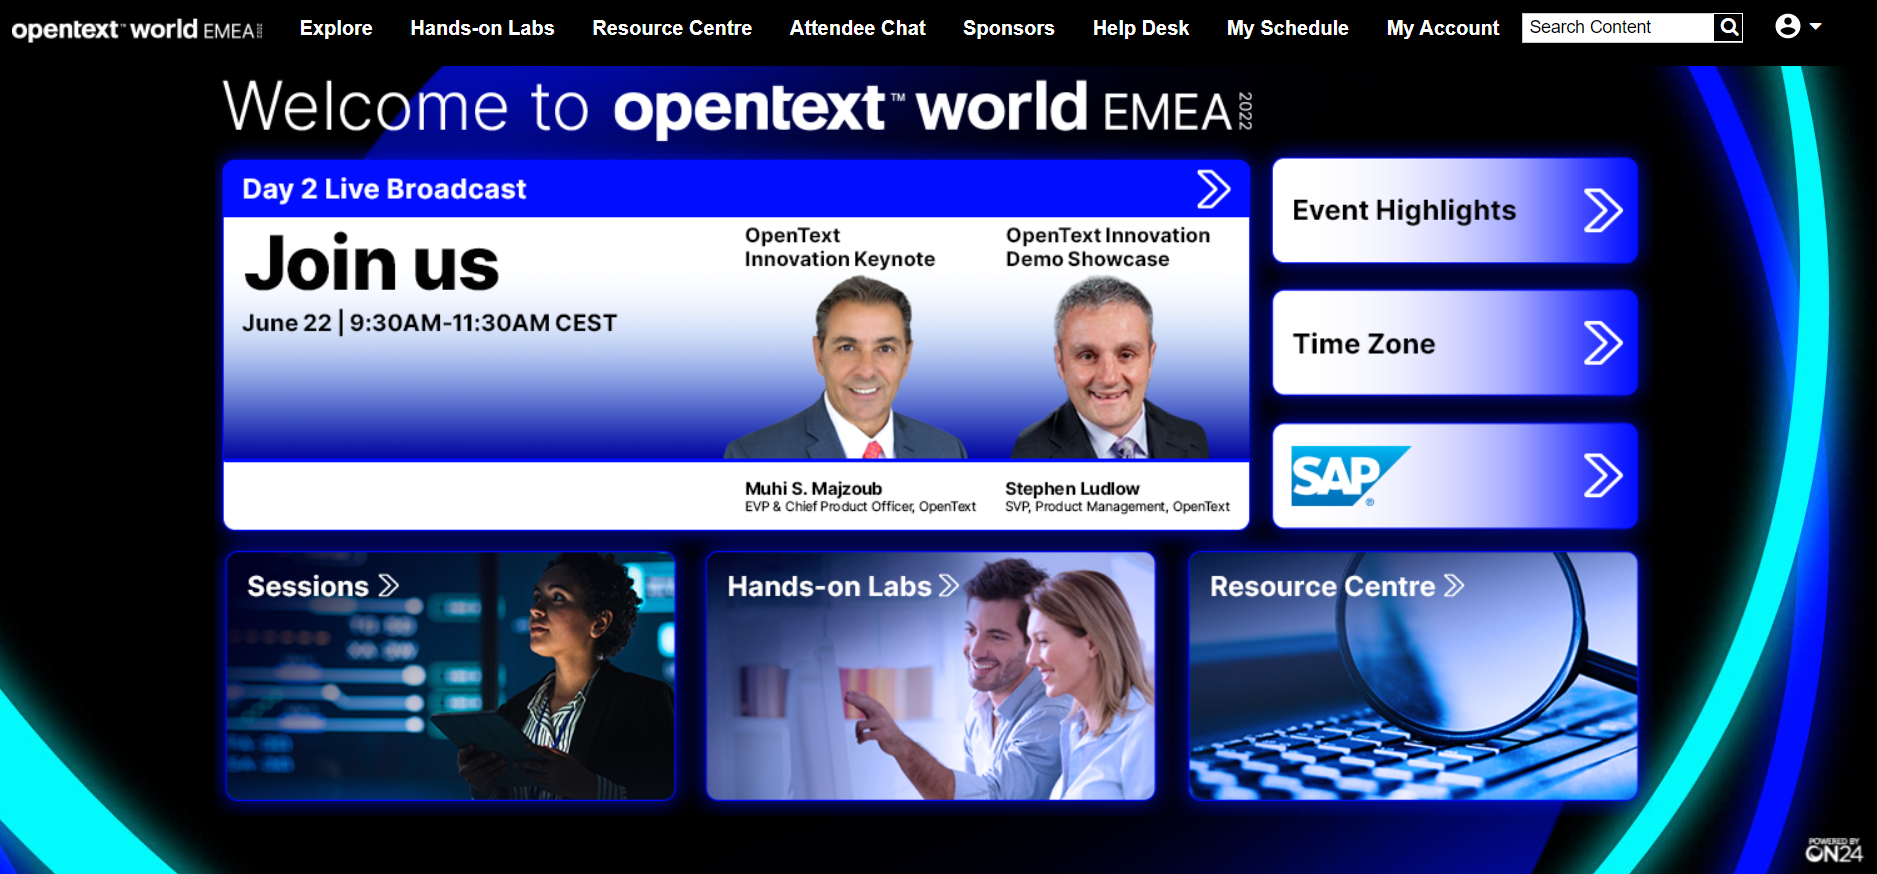 opentext™ world EMEA 2022
Explore
Hands-on Labs
Resource Centre
Attendee Chat
Sponsors
Help Desk
My Schedule
My Account
Search Content
Welcome to opentext™ world EMEA 2022
Day 2 Live Broadcast
Join us
June 22 | 9:30AM-11:30AM CEST
OpenText
Innovation Keynote
OpenText Innovation
Demo Showcase
Muhi S. Majzoub
EVP & Chief Product Officer, OpenText
Stephen Ludlow
SVP, Product Management, OpenText
Event Highlights
Time Zone
SAP®
Sessions
Hands-on Labs
Resource Centre
POWERED BY
ON24